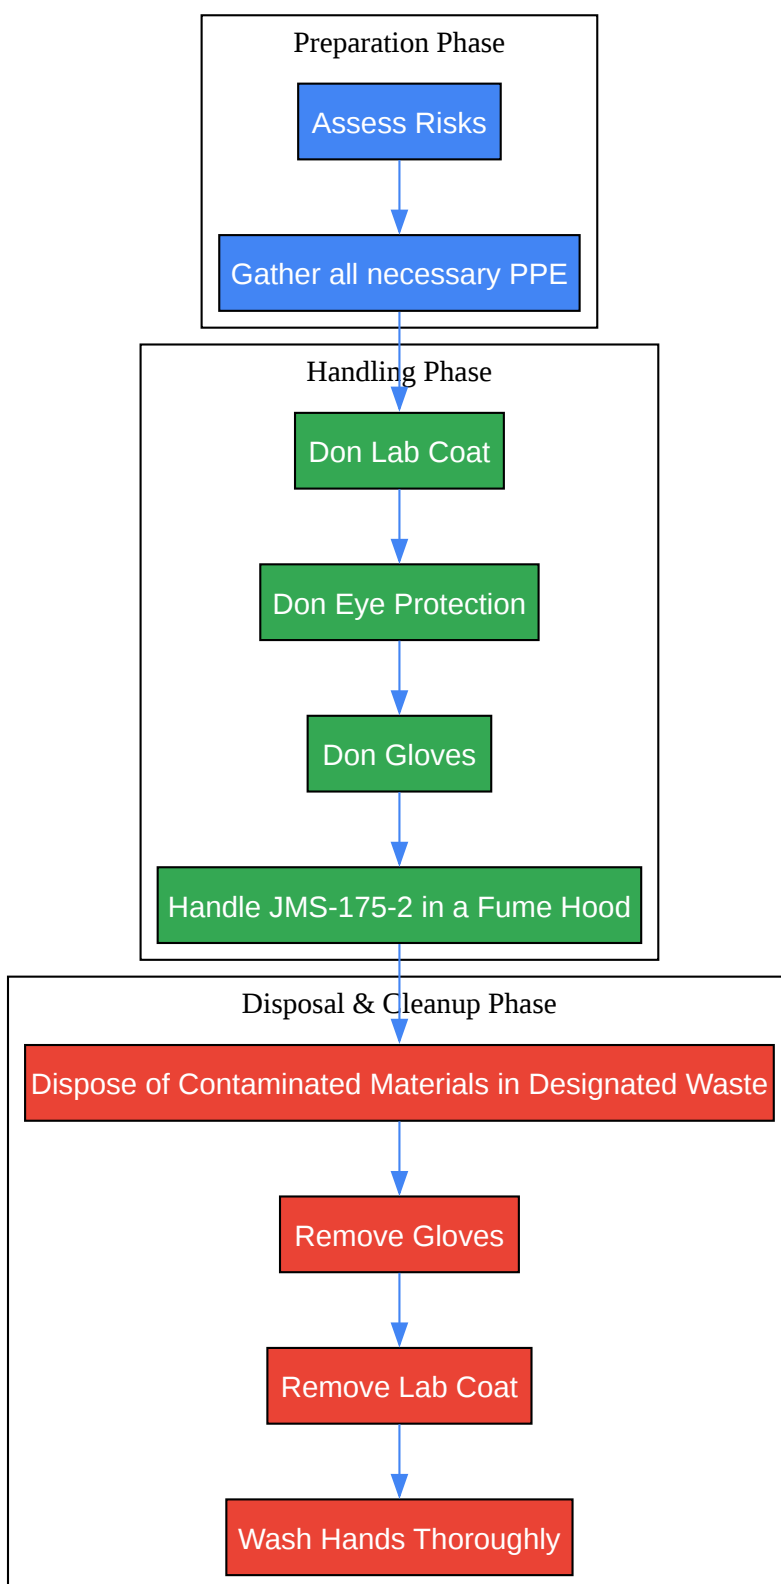 Preparation Phase
Assess Risks
Gather all necessary PPE
Handling Phase
Don Lab Coat
Don Eye Protection
Don Gloves
Handle JMS-175-2 in a Fume Hood
Disposal & Cleanup Phase
Dispose of Contaminated Materials in Designated Waste
Remove Gloves
Remove Lab Coat
Wash Hands Thoroughly